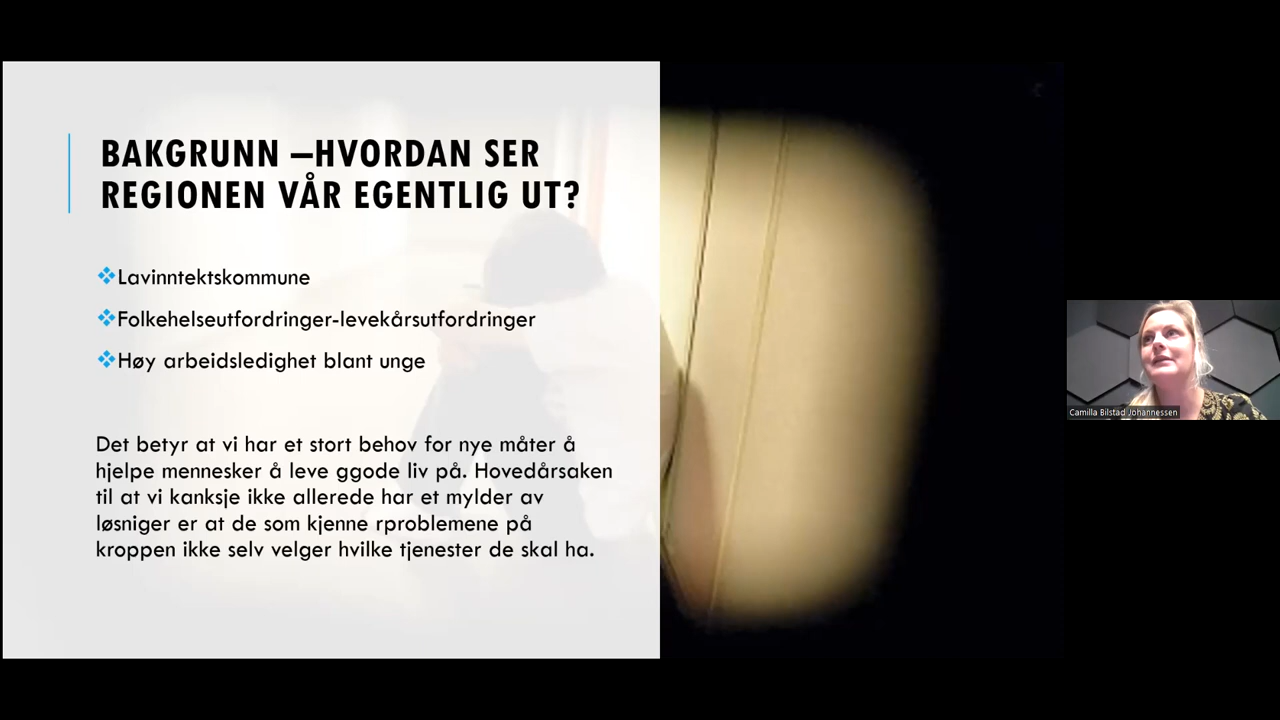 BAKGRUNN –HVORDAN SER
REGIONEN VÅR EGENTLIG UT?
Lavinntektskommune
Folkehelseutfordringer-levekårsutfordringer
Høy arbeidsledighet blant unge
Det betyr at vi har et stort behov for nye måter å
hjelpe mennesker å leve ggode liv på. Hovedårsaken
til at vi kanksje ikke allerede har et mylder av
løsniger er at de som kjenne rproblemene på
kroppen ikke selv velger hvilke tjenester de skal ha.
Camilla Bilstad Johannessen